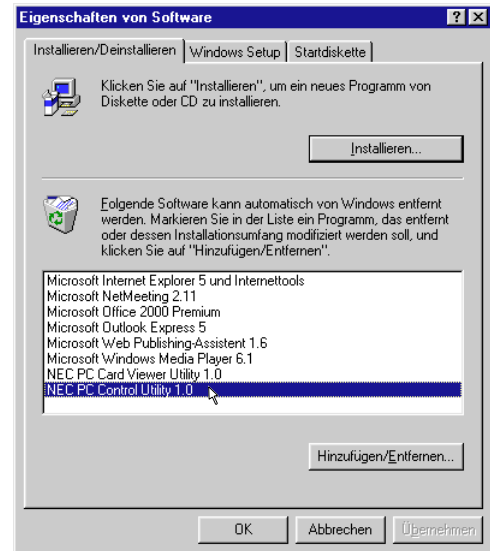 Eigenschaften von Software
Installieren/Deinstallieren Windows Setup Startdiskette
Klicken Sie auf "Installieren", um ein neues Programm von
Diskette oder CD zu installieren.
Installieren...
Folgende Software kann automatisch von Windows entfernt
werden. Markieren Sie in der Liste ein Programm, das entfernt
oder dessen Installationsumfang modifiziert werden soll, und
klicken Sie auf "Hinzufügen/Entfernen".
Microsoft Internet Explorer 5 und Internettools
Microsoft NetMeeting 2.11
Microsoft Office 2000 Premium
Microsoft Outlook Express 5
Microsoft Web Publishing-Assistent 1.6
Microsoft Windows Media Player 6.1
NEC PC Card Viewer Utility 1.0
NEC PC Control Utility 1.0
Hinzufügen/Entfernen...
OK Abbrechen Übernehmen